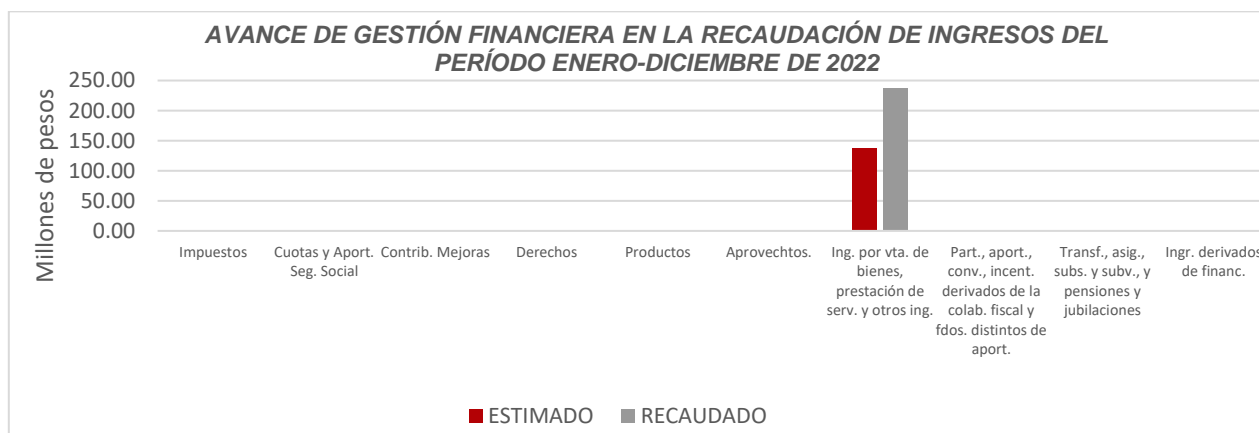 AVANCE DE GESTIÓN FINANCIERA EN LA RECAUDACIÓN DE INGRESOS DEL
PERÍODO ENERO-DICIEMBRE DE 2022
Millones de pesos
250.00
200.00
150.00
100.00
50.00
0.00
Impuestos
Cuotas y Aport.
Seg. Social
Contrib. Mejoras
Derechos
Productos
Aprovechtos.
Ing. por vta. de
bienes,
prestación de
serv. y otros ing.
Part., aport.,
conv., incent.
derivados de la
colab. fiscal y
fdos. distintos de
aport.
Transf., asig.,
subs. y subv., y
pensiones y
jubilaciones
Ingr. derivados
de financ.
ESTIMADO
RECAUDADO